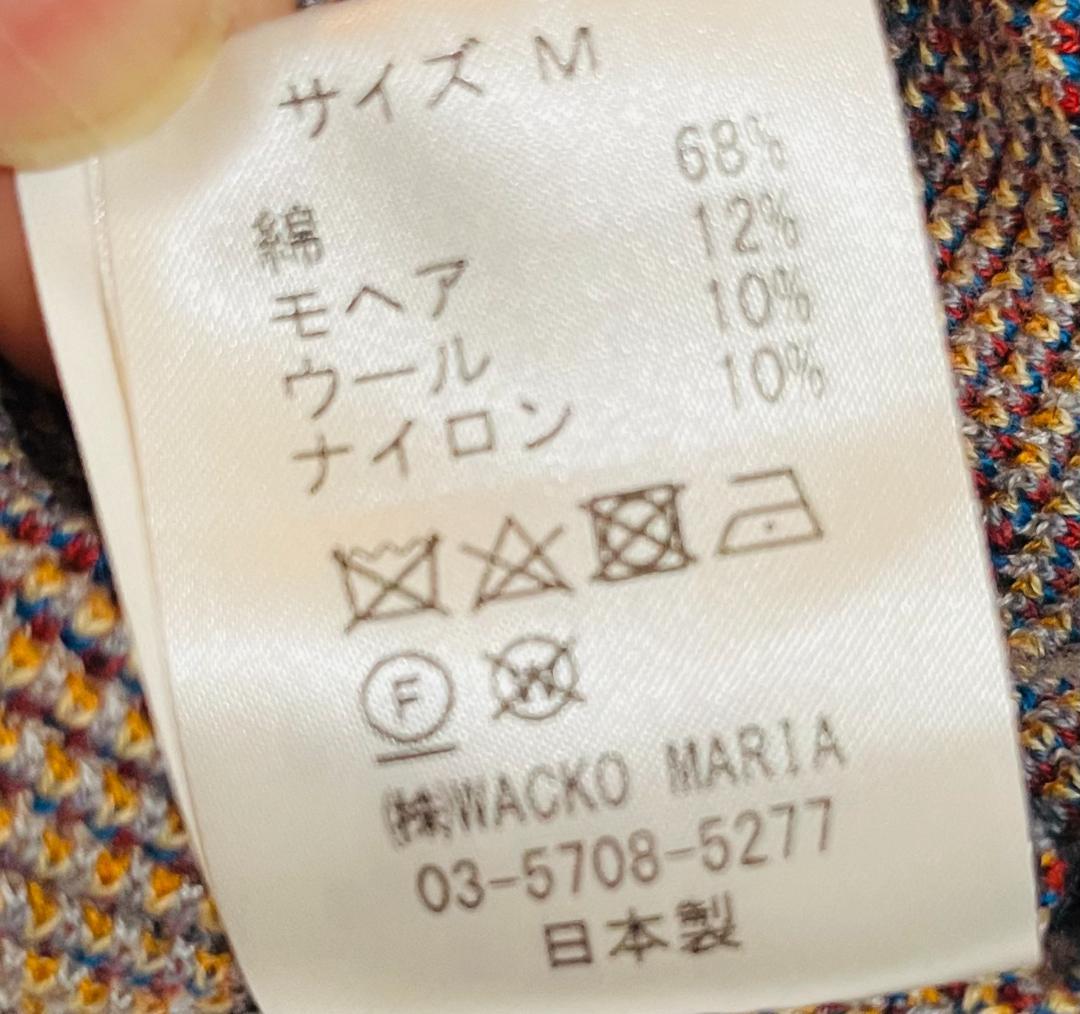 サイズ M
綿 68%
モヘア 12%
ウール 10%
ナイロン 10%
F W
㈱WACKO MARIA
03-5708-5277
日本製